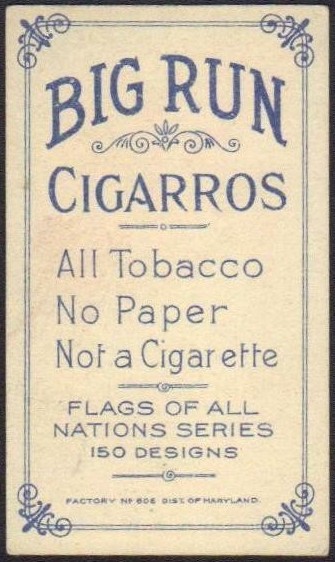 BIG RUN
CIGARROS
All Tobacco
No Paper
Not a Cigarette
FLAGS OF ALL
NATIONS SERIES
150 DESIGNS
FACTORY Nº 606 DIST. OF MARYLAND.